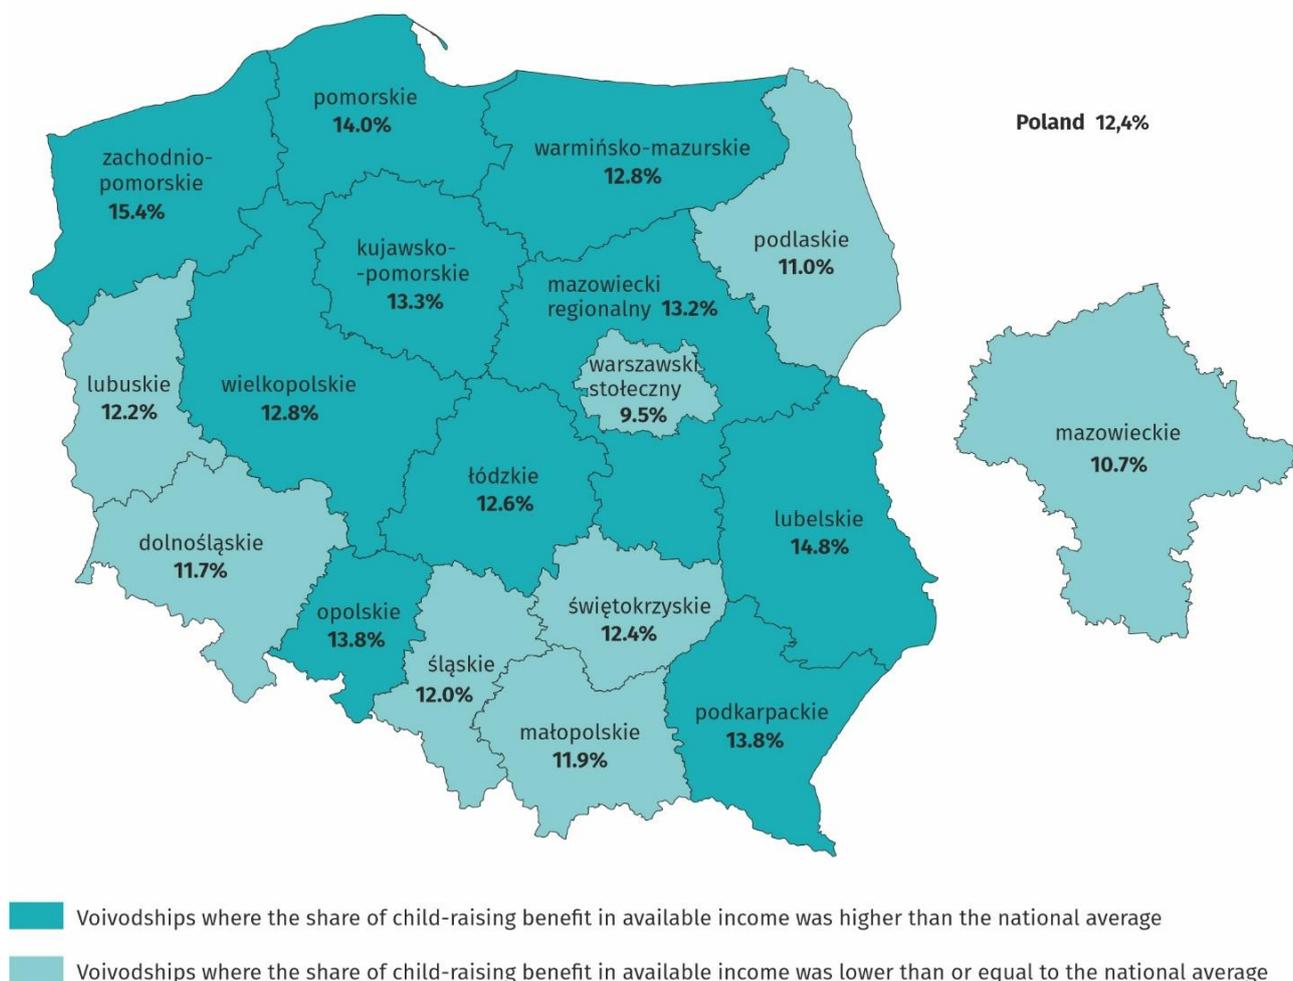 pomorskie
14.0%
Poland 12,4%
zachodnio-
pomorskie
15.4%
warmińsko-mazurskie
12.8%
podlaskie
11.0%
kujawsko-
-pomorskie
13.3%
mazowiecki
regionalny 13.2%
warszawski
stołeczny
9.5%
lubuskie
12.2%
wielkopolskie
12.8%
mazowieckie
10.7%
łódzkie
12.6%
lubelskie
14.8%
dolnośląskie
11.7%
opolskie
13.8%
świętokrzyskie
12.4%
śląskie
12.0%
małopolskie
11.9%
podkarpackie
13.8%
Voivodships where the share of child-raising benefit in available income was higher than the national average
Voivodships where the share of child-raising benefit in available income was lower than or equal to the national average